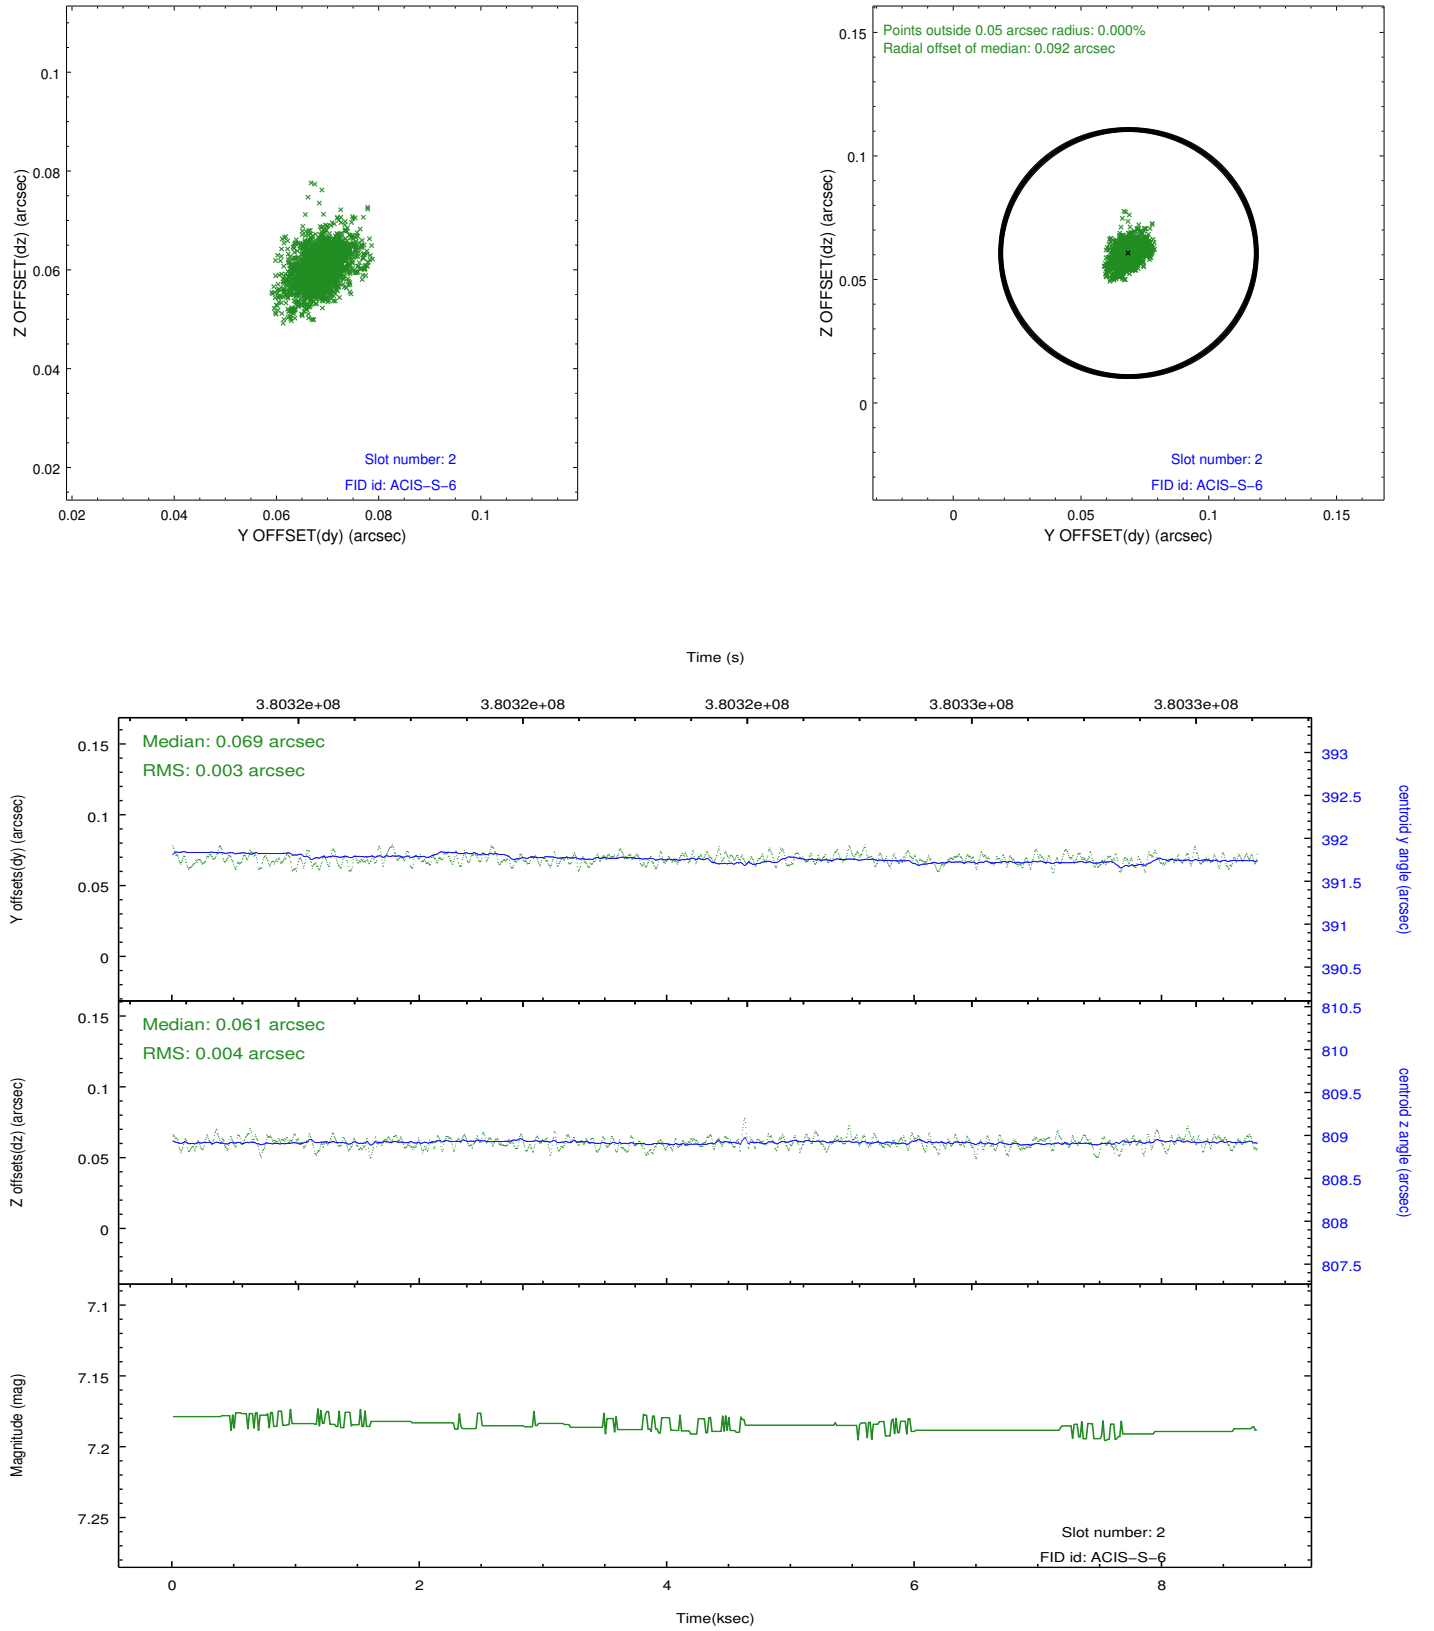 0.1
0.08
0.06
0.04
0.02
Z OFFSET(dz) (arcsec)
0.02 0.04 0.06 0.08 0.1
Y OFFSET(dy) (arcsec)
Slot number: 2
FID id: ACIS−S−6
Points outside 0.05 arcsec radius: 0.000%
Radial offset of median: 0.092 arcsec
0.15
0.1
0.05
0
Z OFFSET(dz) (arcsec)
0 0.05 0.1 0.15
Y OFFSET(dy) (arcsec)
Slot number: 2
FID id: ACIS−S−6
Time (s)
3.8032e+08 3.8032e+08 3.8032e+08 3.8033e+08 3.8033e+08
Median: 0.069 arcsec
RMS: 0.003 arcsec
0.15
0.1
0.05
0
Y offsets(dy) (arcsec)
393
392.5
392
391.5
391
390.5
centroid y angle (arcsec)
Median: 0.061 arcsec
RMS: 0.004 arcsec
0.15
0.1
0.05
0
Z offsets(dz) (arcsec)
810.5
810
809.5
809
808.5
808
807.5
centroid z angle (arcsec)
7.1
7.15
7.2
7.25
Magnitude (mag)
Slot number: 2
FID id: ACIS−S−6
0 2 4 6 8
Time(ksec)